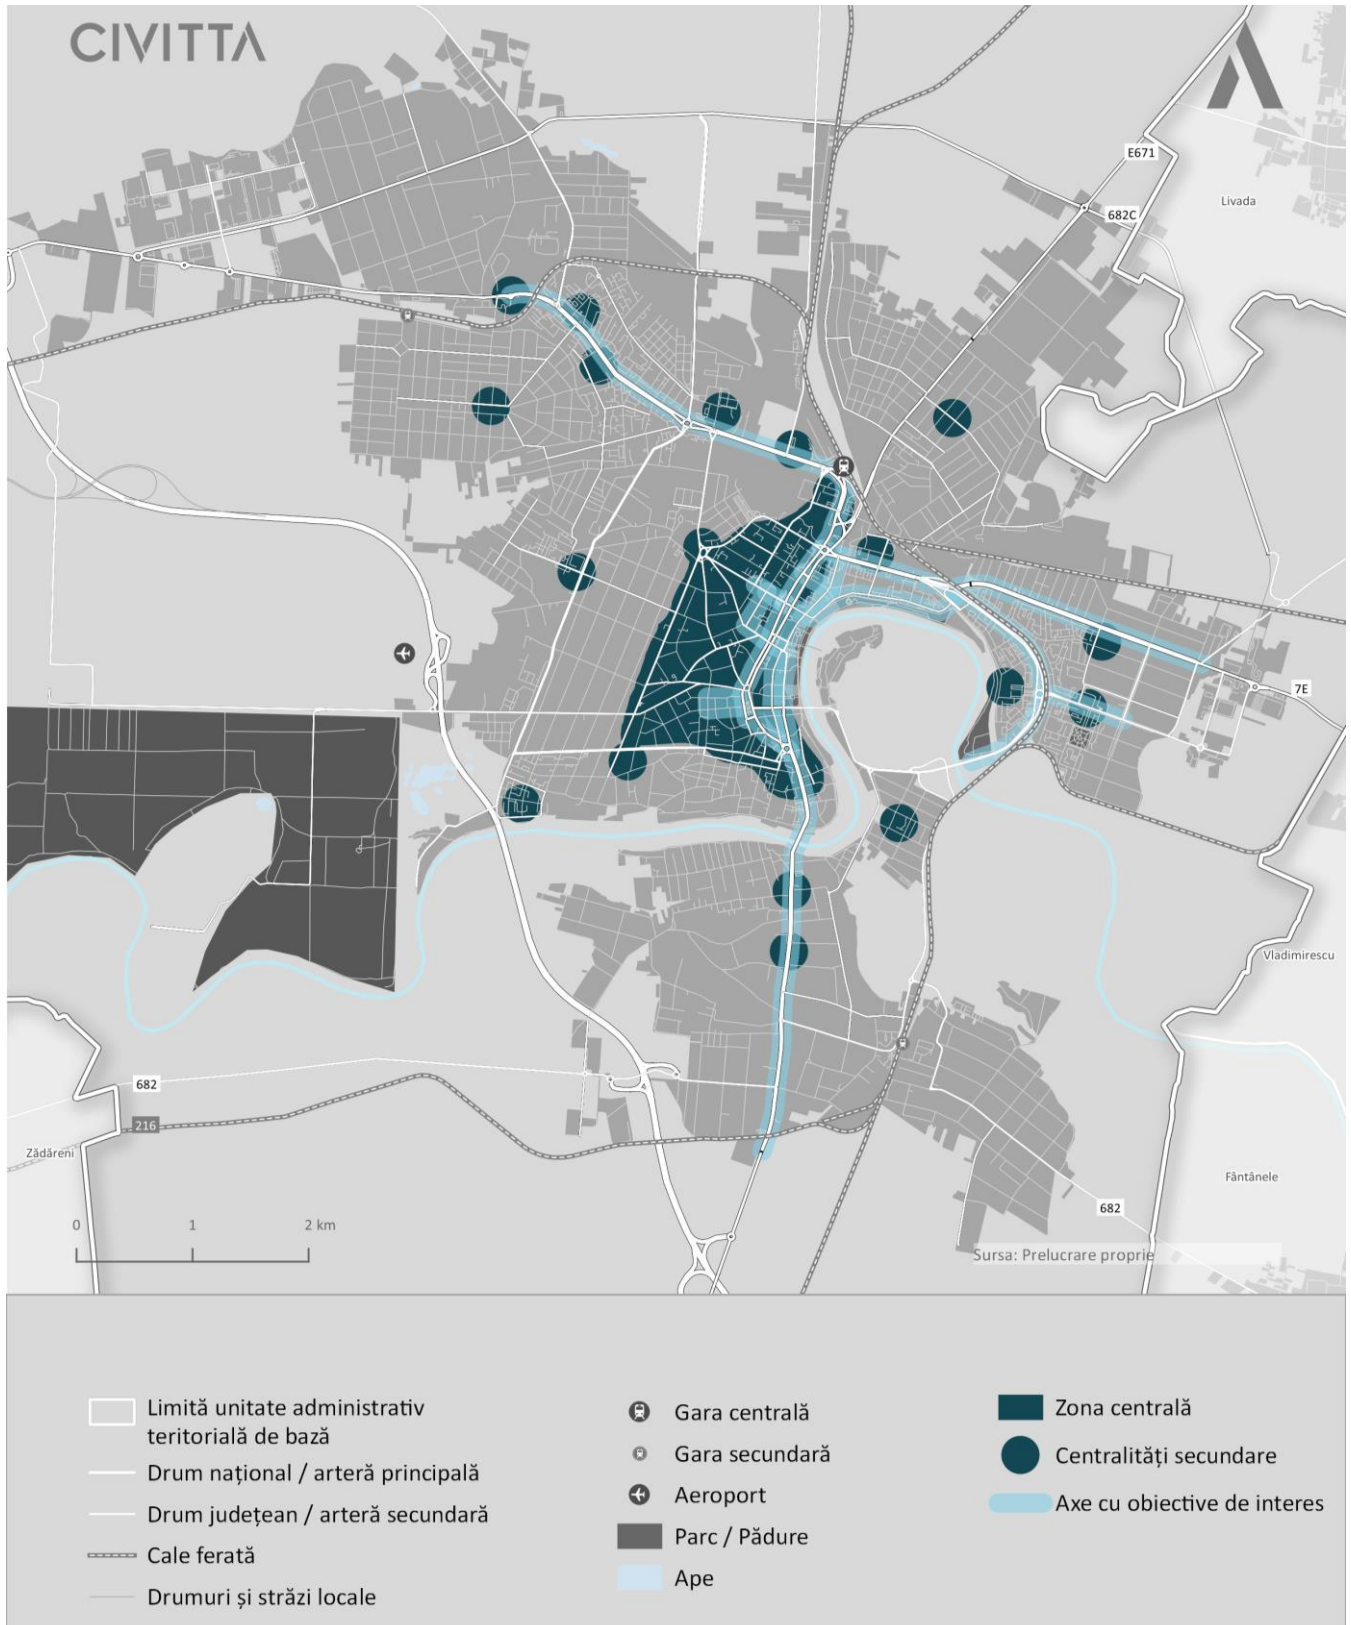 CIVITTA
E671
Livada
682C
7E
Vladimirescu
682
216
Zădăreni
Fântânele
0 1 2 km
682
Sursa: Prelucrare proprie
Limită unitate administrativ
teritorială de bază
Drum național / arteră principală
Drum județean / arteră secundară
Cale ferată
Drumuri și străzi locale
Gara centrală
Gara secundară
Aeroport
Parc / Pădure
Ape
Zona centrală
Centralități secundare
Axe cu obiective de interes